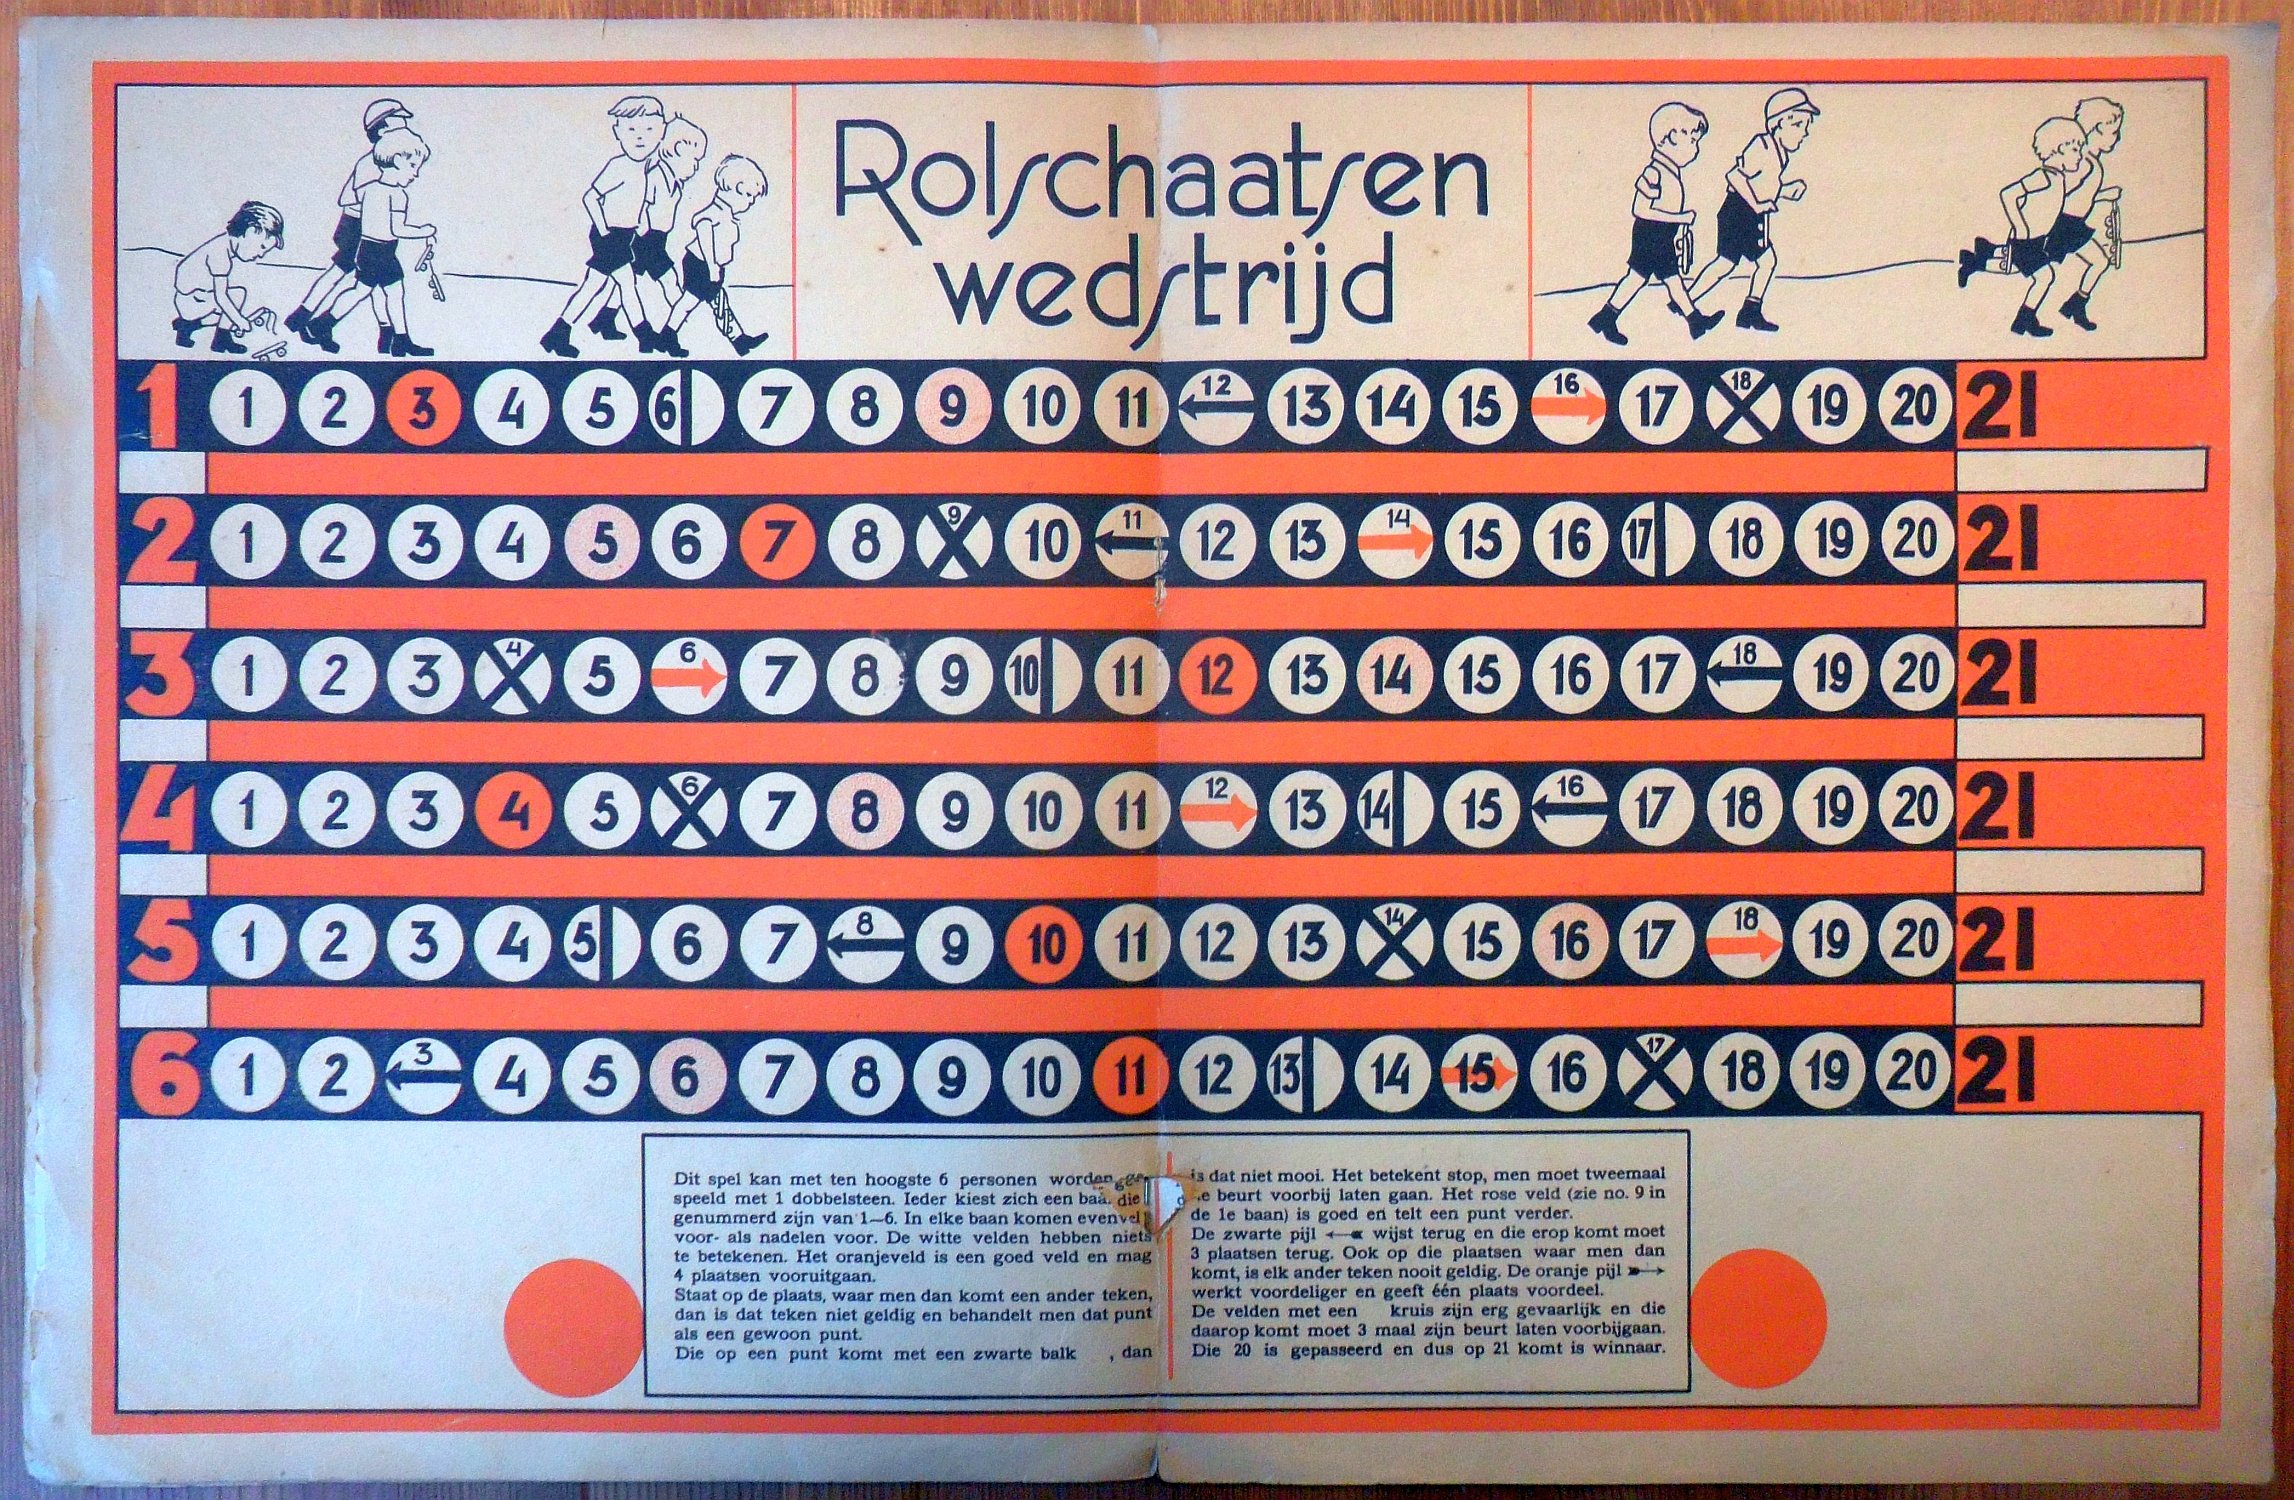 Rolschaatsen
wedstrijd
1 1 2 3 4 5 6 7 8 9 10 11 12 13 14 15 16 17 18 19 20 21
2 1 2 3 4 5 6 7 8 9 10 11 12 13 14 15 16 17 18 19 20 21
3 1 2 3 4 5 6 7 8 9 10 11 12 13 14 15 16 17 18 19 20 21
4 1 2 3 4 5 6 7 8 9 10 11 12 13 14 15 16 17 18 19 20 21
5 1 2 3 4 5 6 7 8 9 10 11 12 13 14 15 16 17 18 19 20 21
6 1 2 3 4 5 6 7 8 9 10 11 12 13 14 15 16 17 18 19 20 21
Dit spel kan met ten hoogste 6 personen worden ge-
speeld met 1 dobbelsteen. Ieder kiest zich een die
genummerd zijn van 1—6. In elke baan komen evenvel
voor- als nadelen voor. De witte velden hebben niets
te betekenen. Het oranjeveld is een goed veld en mag
4 plaatsen vooruitgaan.
Staat op de plaats, waar men dan komt een ander teken,
dan is dat teken niet geldig en behandelt men dat punt
als een gewoon punt.
Die op een punt komt met een zwarte balk , dan
is dat niet mooi. Het betekent stop, men moet tweemaal
beurt voorbij laten gaan. Het rose veld (zie no. 9 in
de 1e baan) is goed en telt een punt verder.
De zwarte pijl ← wijst terug en die erop komt moet
3 plaatsen terug. Ook op die plaatsen waar men dan
komt, is elk ander teken nooit geldig. De oranje pijl →
werkt voordeliger en geeft één plaats voordeel.
De velden met een kruis zijn erg gevaarlijk en die
daarop komt moet 3 maal zijn beurt laten voorbijgaan.
Die 20 is gepasseerd en dus op 21 komt is winnaar.